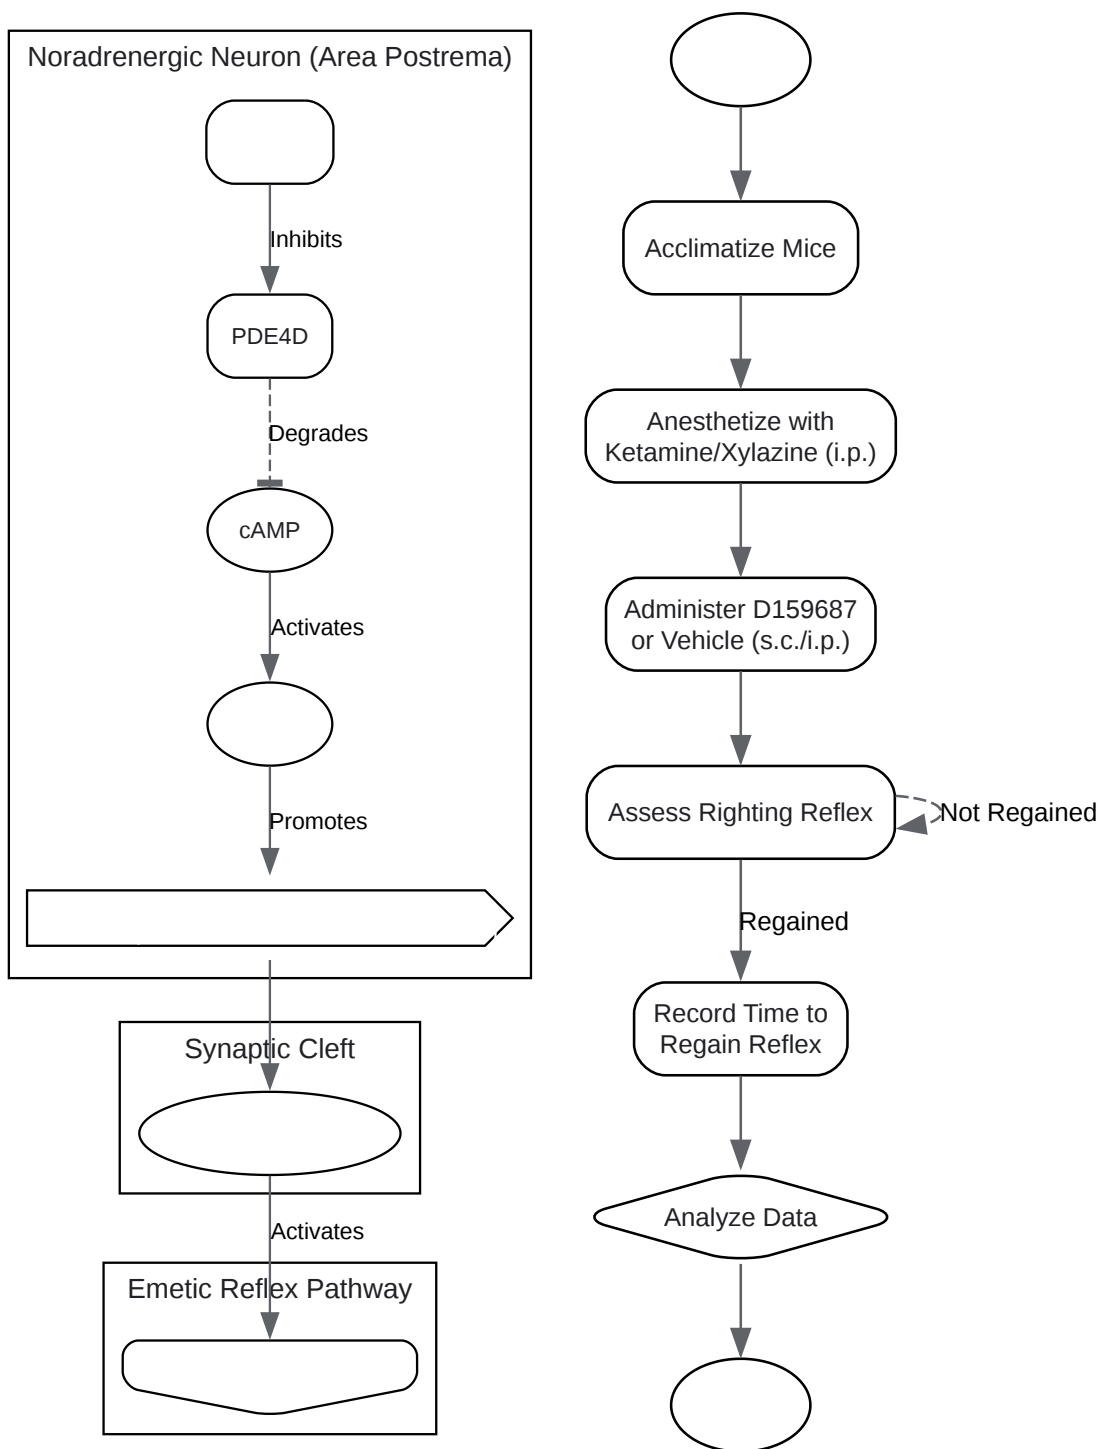 Noradrenergic Neuron (Area Postrema)
Inhibits
PDE4D
Degrades
cAMP
Activates
Promotes
Synaptic Cleft
Activates
Emetic Reflex Pathway
Acclimatize Mice
Anesthetize with
Ketamine/Xylazine (i.p.)
Administer D159687
or Vehicle (s.c./i.p.)
Assess Righting Reflex
Not Regained
Regained
Record Time to
Regain Reflex
Analyze Data